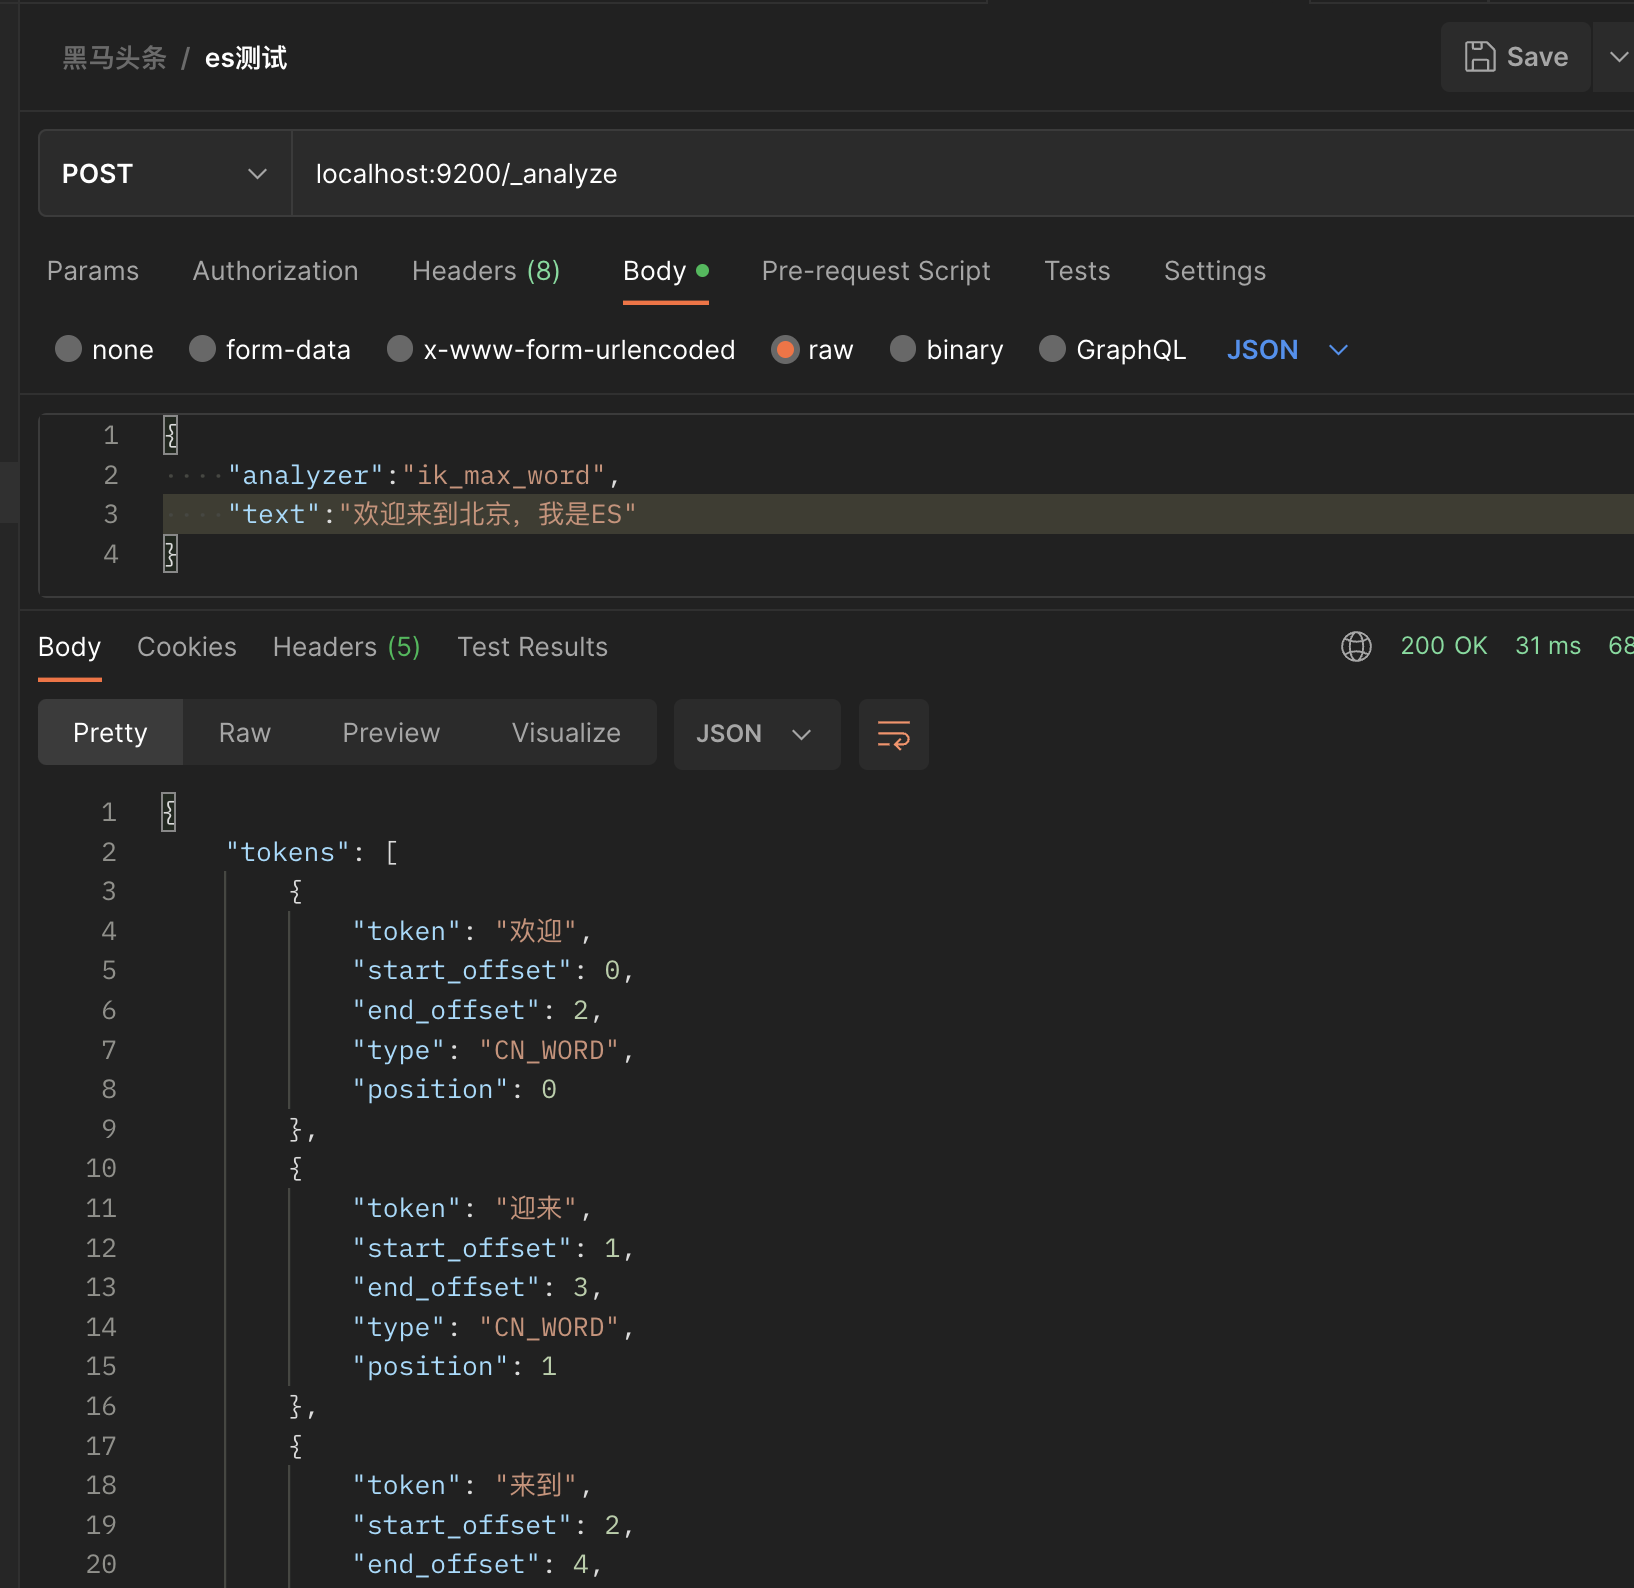 黑马头条 / es测试
Save
POST localhost:9200/_analyze
Params Authorization Headers (8) Body Pre-request Script Tests Settings
none form-data x-www-form-urlencoded raw binary GraphQL JSON
1 {
2 ····"analyzer":"ik_max_word",
3 ····"text":"欢迎来到北京，我是ES"
4 }
Body Cookies Headers (5) Test Results 200 OK 31 ms 68
Pretty Raw Preview Visualize JSON
1 {
2 "tokens": [
3 {
4 "token": "欢迎",
5 "start_offset": 0,
6 "end_offset": 2,
7 "type": "CN_WORD",
8 "position": 0
9 },
10 {
11 "token": "迎来",
12 "start_offset": 1,
13 "end_offset": 3,
14 "type": "CN_WORD",
15 "position": 1
16 },
17 {
18 "token": "来到",
19 "start_offset": 2,
20 "end_offset": 4,